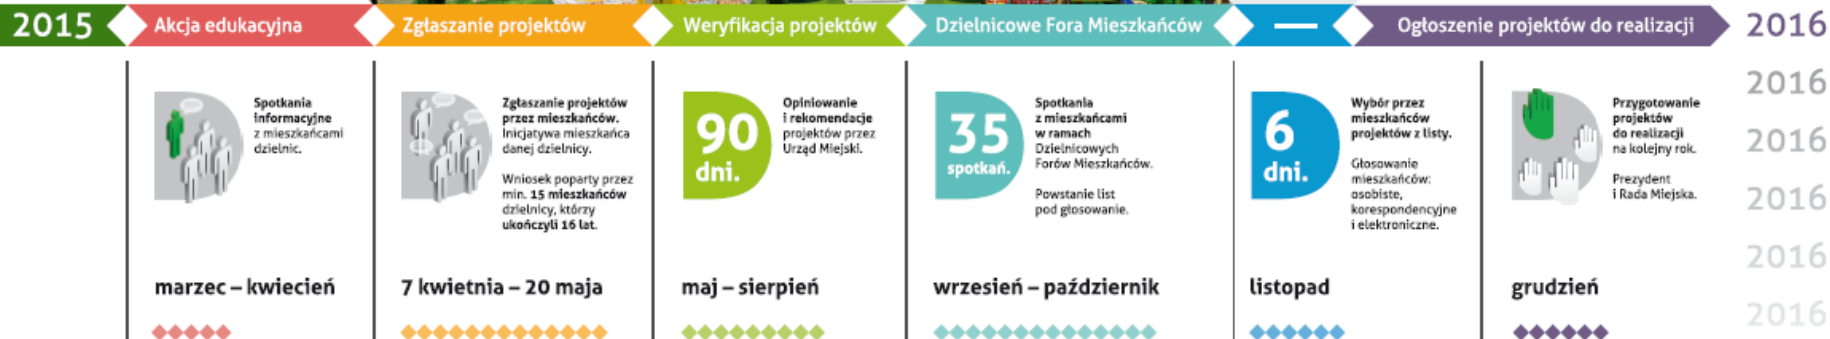 2015
Akcja edukacyjna
Zgłaszanie projektów
Weryfikacja projektów
Dzielnicowe Fora Mieszkańców
—
Ogłoszenie projektów do realizacji
2016
Spotkania
informacyjne
z mieszkańcami
dzielnic.
marzec – kwiecień
Zgłaszanie projektów
przez mieszkańców.
Inicjatywa mieszkańca
danej dzielnicy.
Wniosek poparty przez
min. 15 mieszkańców
dzielnicy, którzy
ukończyli 16 lat.
7 kwietnia – 20 maja
90
dni.
Opiniowanie
i rekomendacje
projektów przez
Urząd Miejski.
maj – sierpień
35
spotkań.
Spotkania
z mieszkańcami
w ramach
Dzielnicowych
Forów Mieszkańców.
Powstanie list
pod głosowanie.
wrzesień – październik
6
dni.
Wybór przez
mieszkańców
projektów z listy.
Głosowanie
mieszkańców:
osobiste,
korespondencyjne
i elektroniczne.
listopad
Przygotowanie
projektów
do realizacji
na kolejny rok.
Prezydent
i Rada Miejska.
grudzień
2016
2016
2016
2016
2016